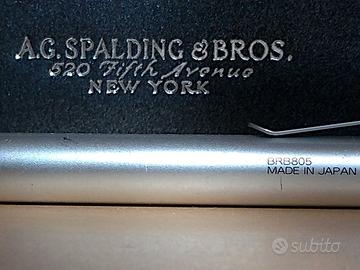 A.G. SPALDING & BROS.
520 Fifth Avenue
NEW YORK
BRB805
MADE IN JAPAN
subito